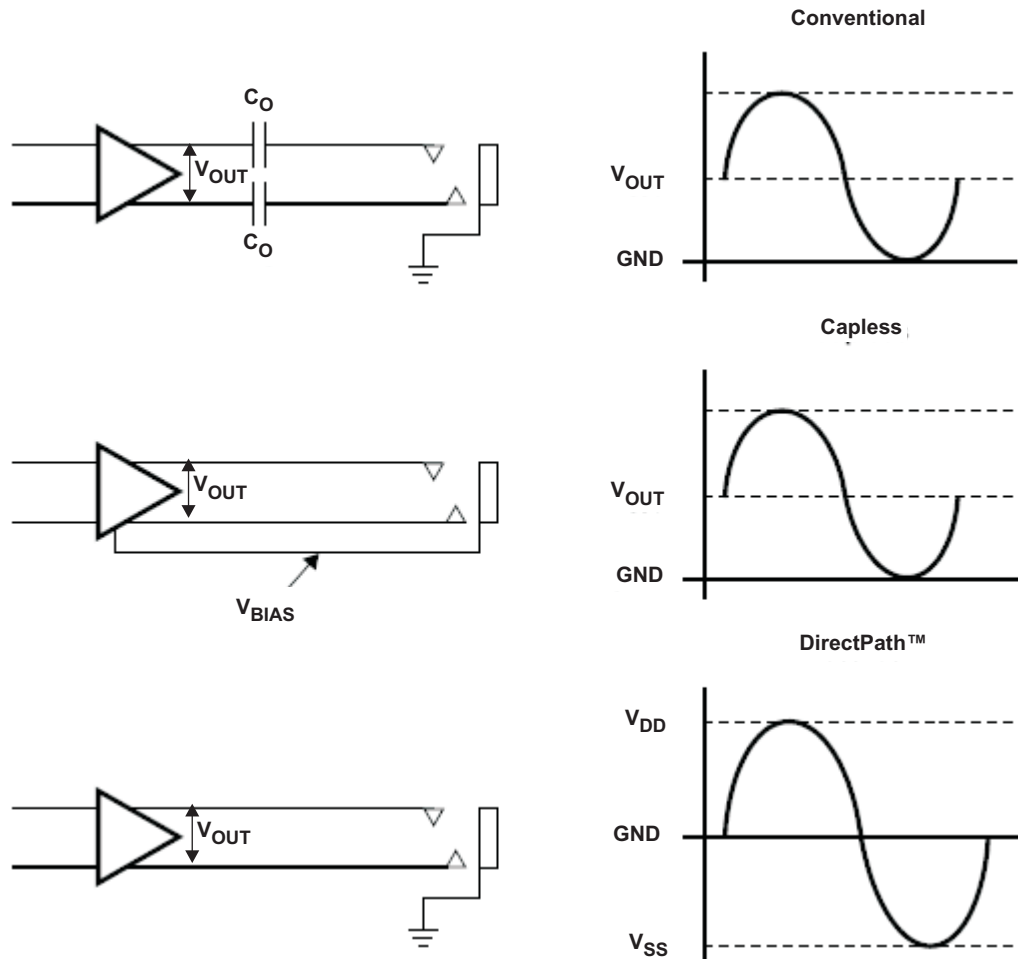 Conventional
C_O
V_OUT
C_O
V_OUT
GND
Capless
V_OUT
V_BIAS
V_OUT
GND
DirectPath™
V_OUT
V_DD
GND
V_SS